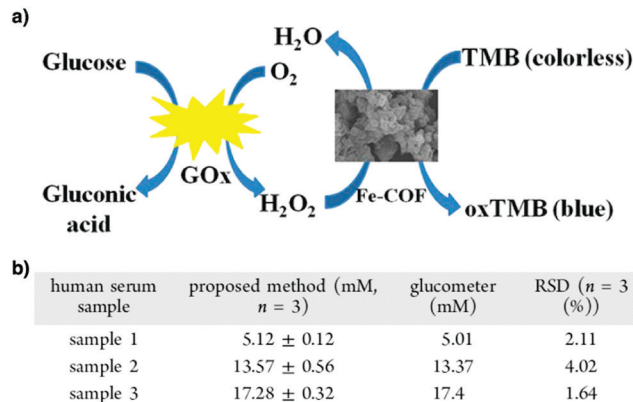 a)
Glucose
O2
H2O
TMB (colorless)
GOx
Gluconic
acid
H2O2
Fe-COF
oxTMB (blue)
b)
human serum sample proposed method (mM, n = 3) glucometer (mM) RSD (n = 3 (%))
sample 1 5.12 ± 0.12 5.01 2.11
sample 2 13.57 ± 0.56 13.37 4.02
sample 3 17.28 ± 0.32 17.4 1.64